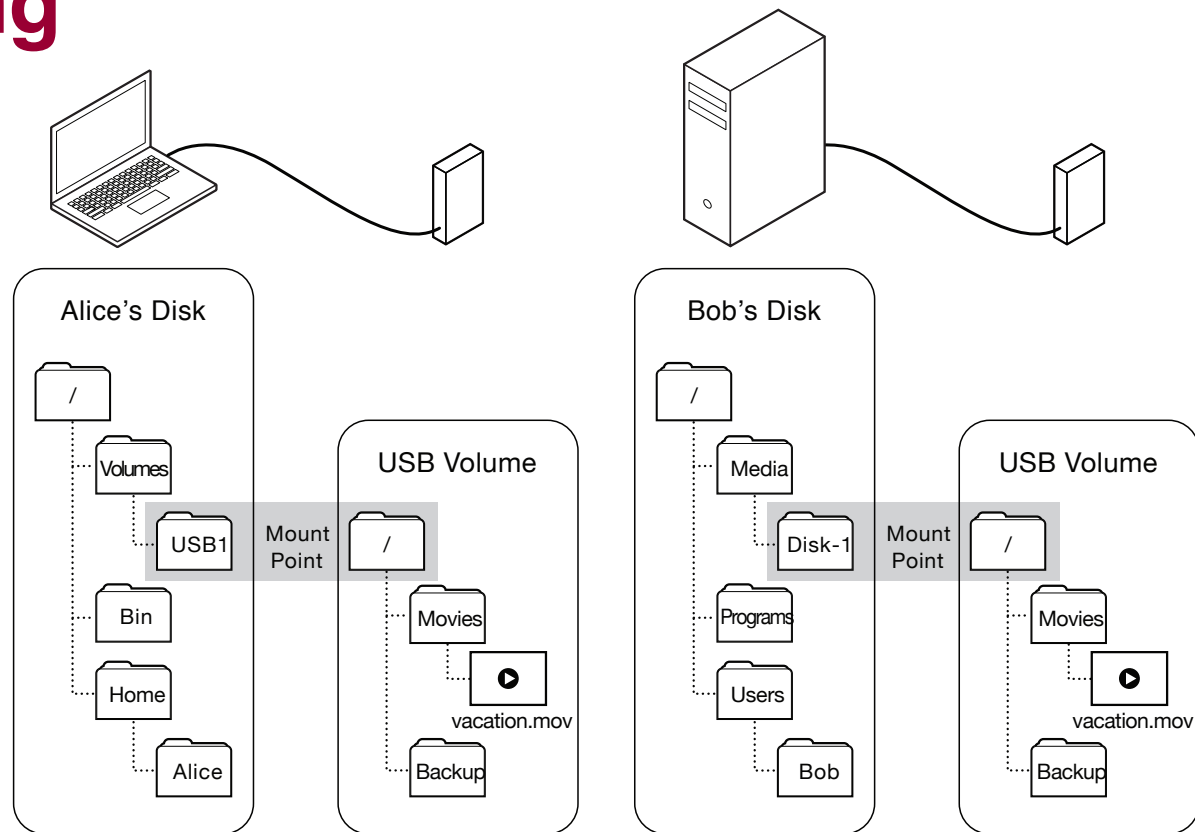 Alice’s Disk
/
Volumes
USB1
Bin
Home
Alice
Mount
Point
USB Volume
/
Movies
vacation.mov
Backup
Bob’s Disk
/
Media
Disk-1
Programs
Users
Bob
Mount
Point
USB Volume
/
Movies
vacation.mov
Backup